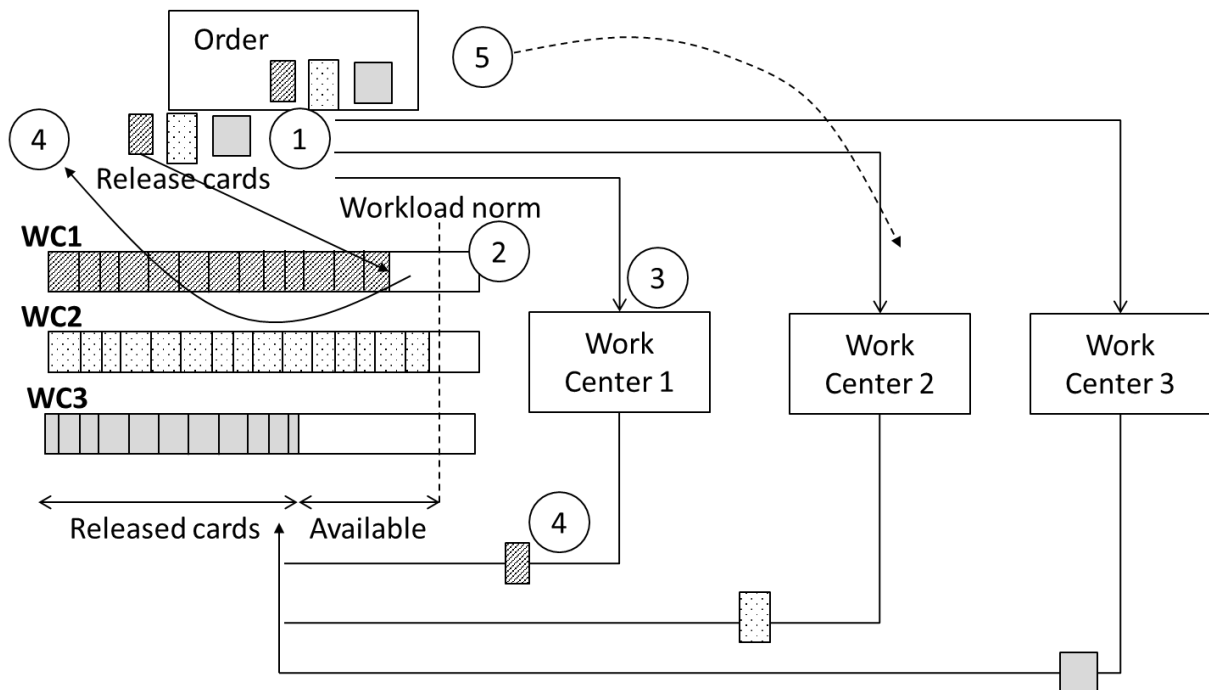 Order
5
4
1
Release cards
Workload norm
WC1
2
3
WC2
Work
Center 1
Work
Center 2
Work
Center 3
WC3
Released cards
Available
4